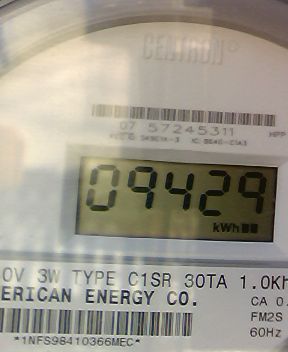 CENTRON®
07 57245311
09429
kWh
0V 3W TYPE C1SR 30TA 1.0Kh
ERICAN ENERGY CO.
CA 0.
FM2S
60Hz
*1NFS98410366MEC*